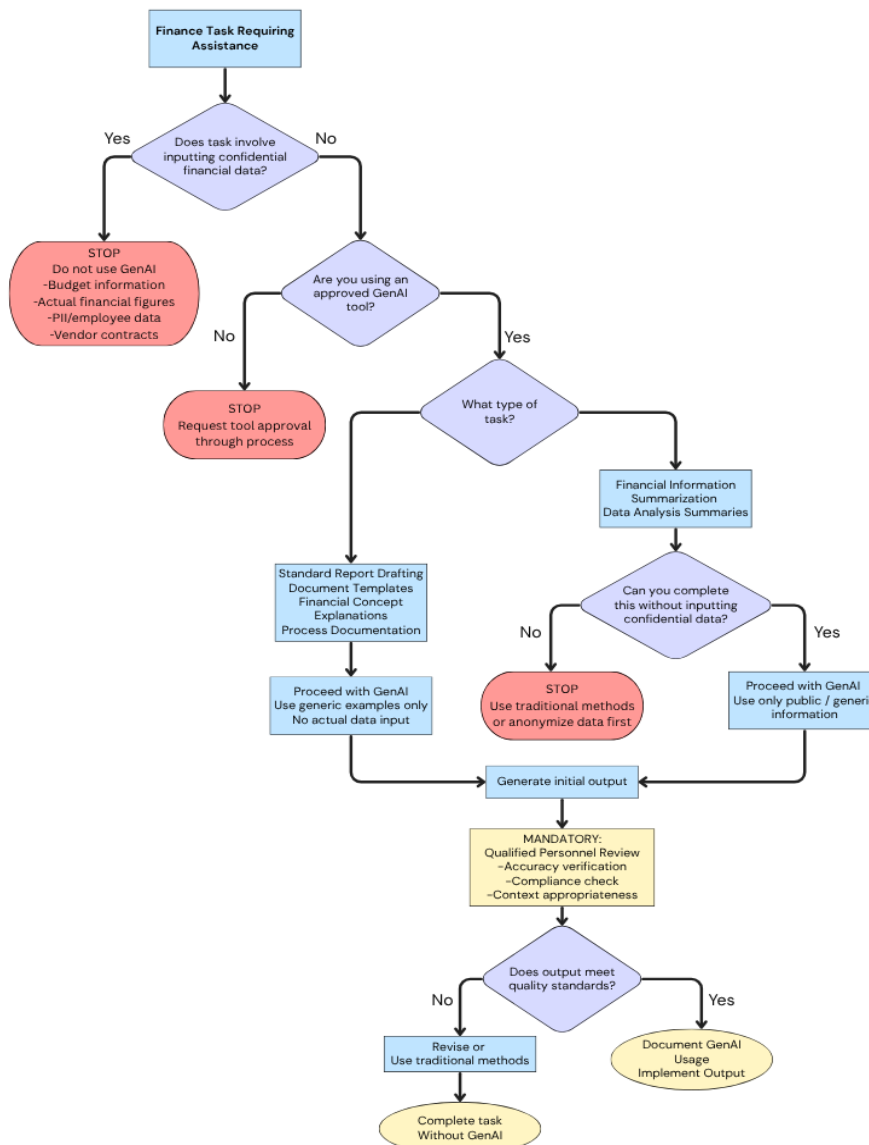 Finance Task Requiring
Assistance
Yes
No
Does task involve
inputting confidential
financial data?
STOP
Do not use GenAI
-Budget information
-Actual financial figures
-PII/employee data
-Vendor contracts
Are you using an
approved GenAI
tool?
No
Yes
STOP
Request tool approval
through process
What type of
task?
Financial Information
Summarization
Data Analysis Summaries
Standard Report Drafting
Document Templates
Financial Concept
Explanations
Process Documentation
Can you complete
this without inputting
confidential data?
No
Yes
Proceed with GenAI
Use generic examples only
No actual data input
STOP
Use traditional methods
or anonymize data first
Proceed with GenAI
Use only public / generic
information
Generate initial output
MANDATORY:
Qualified Personnel Review
-Accuracy verification
-Compliance check
-Context appropriateness
Does output meet
quality standards?
No
Yes
Revise or
Use traditional methods
Document GenAI
Usage
Implement Output
Complete task
Without GenAI